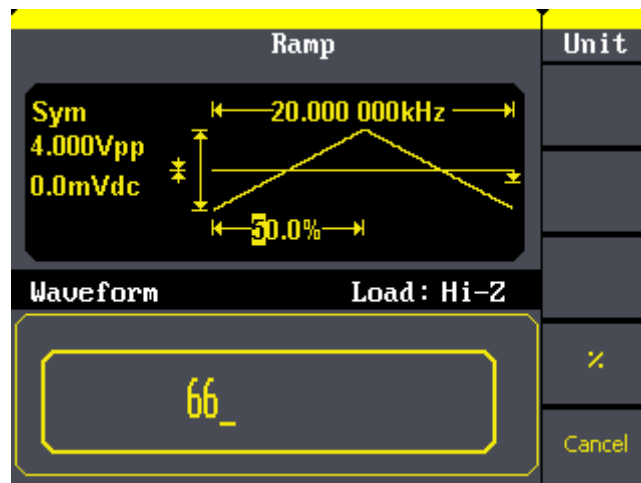 Ramp
Unit
Sym
20.000 000kHz
4.000Vpp
0.0mVdc
50.0%
Waveform
Load: Hi-Z
66_
%
Cancel